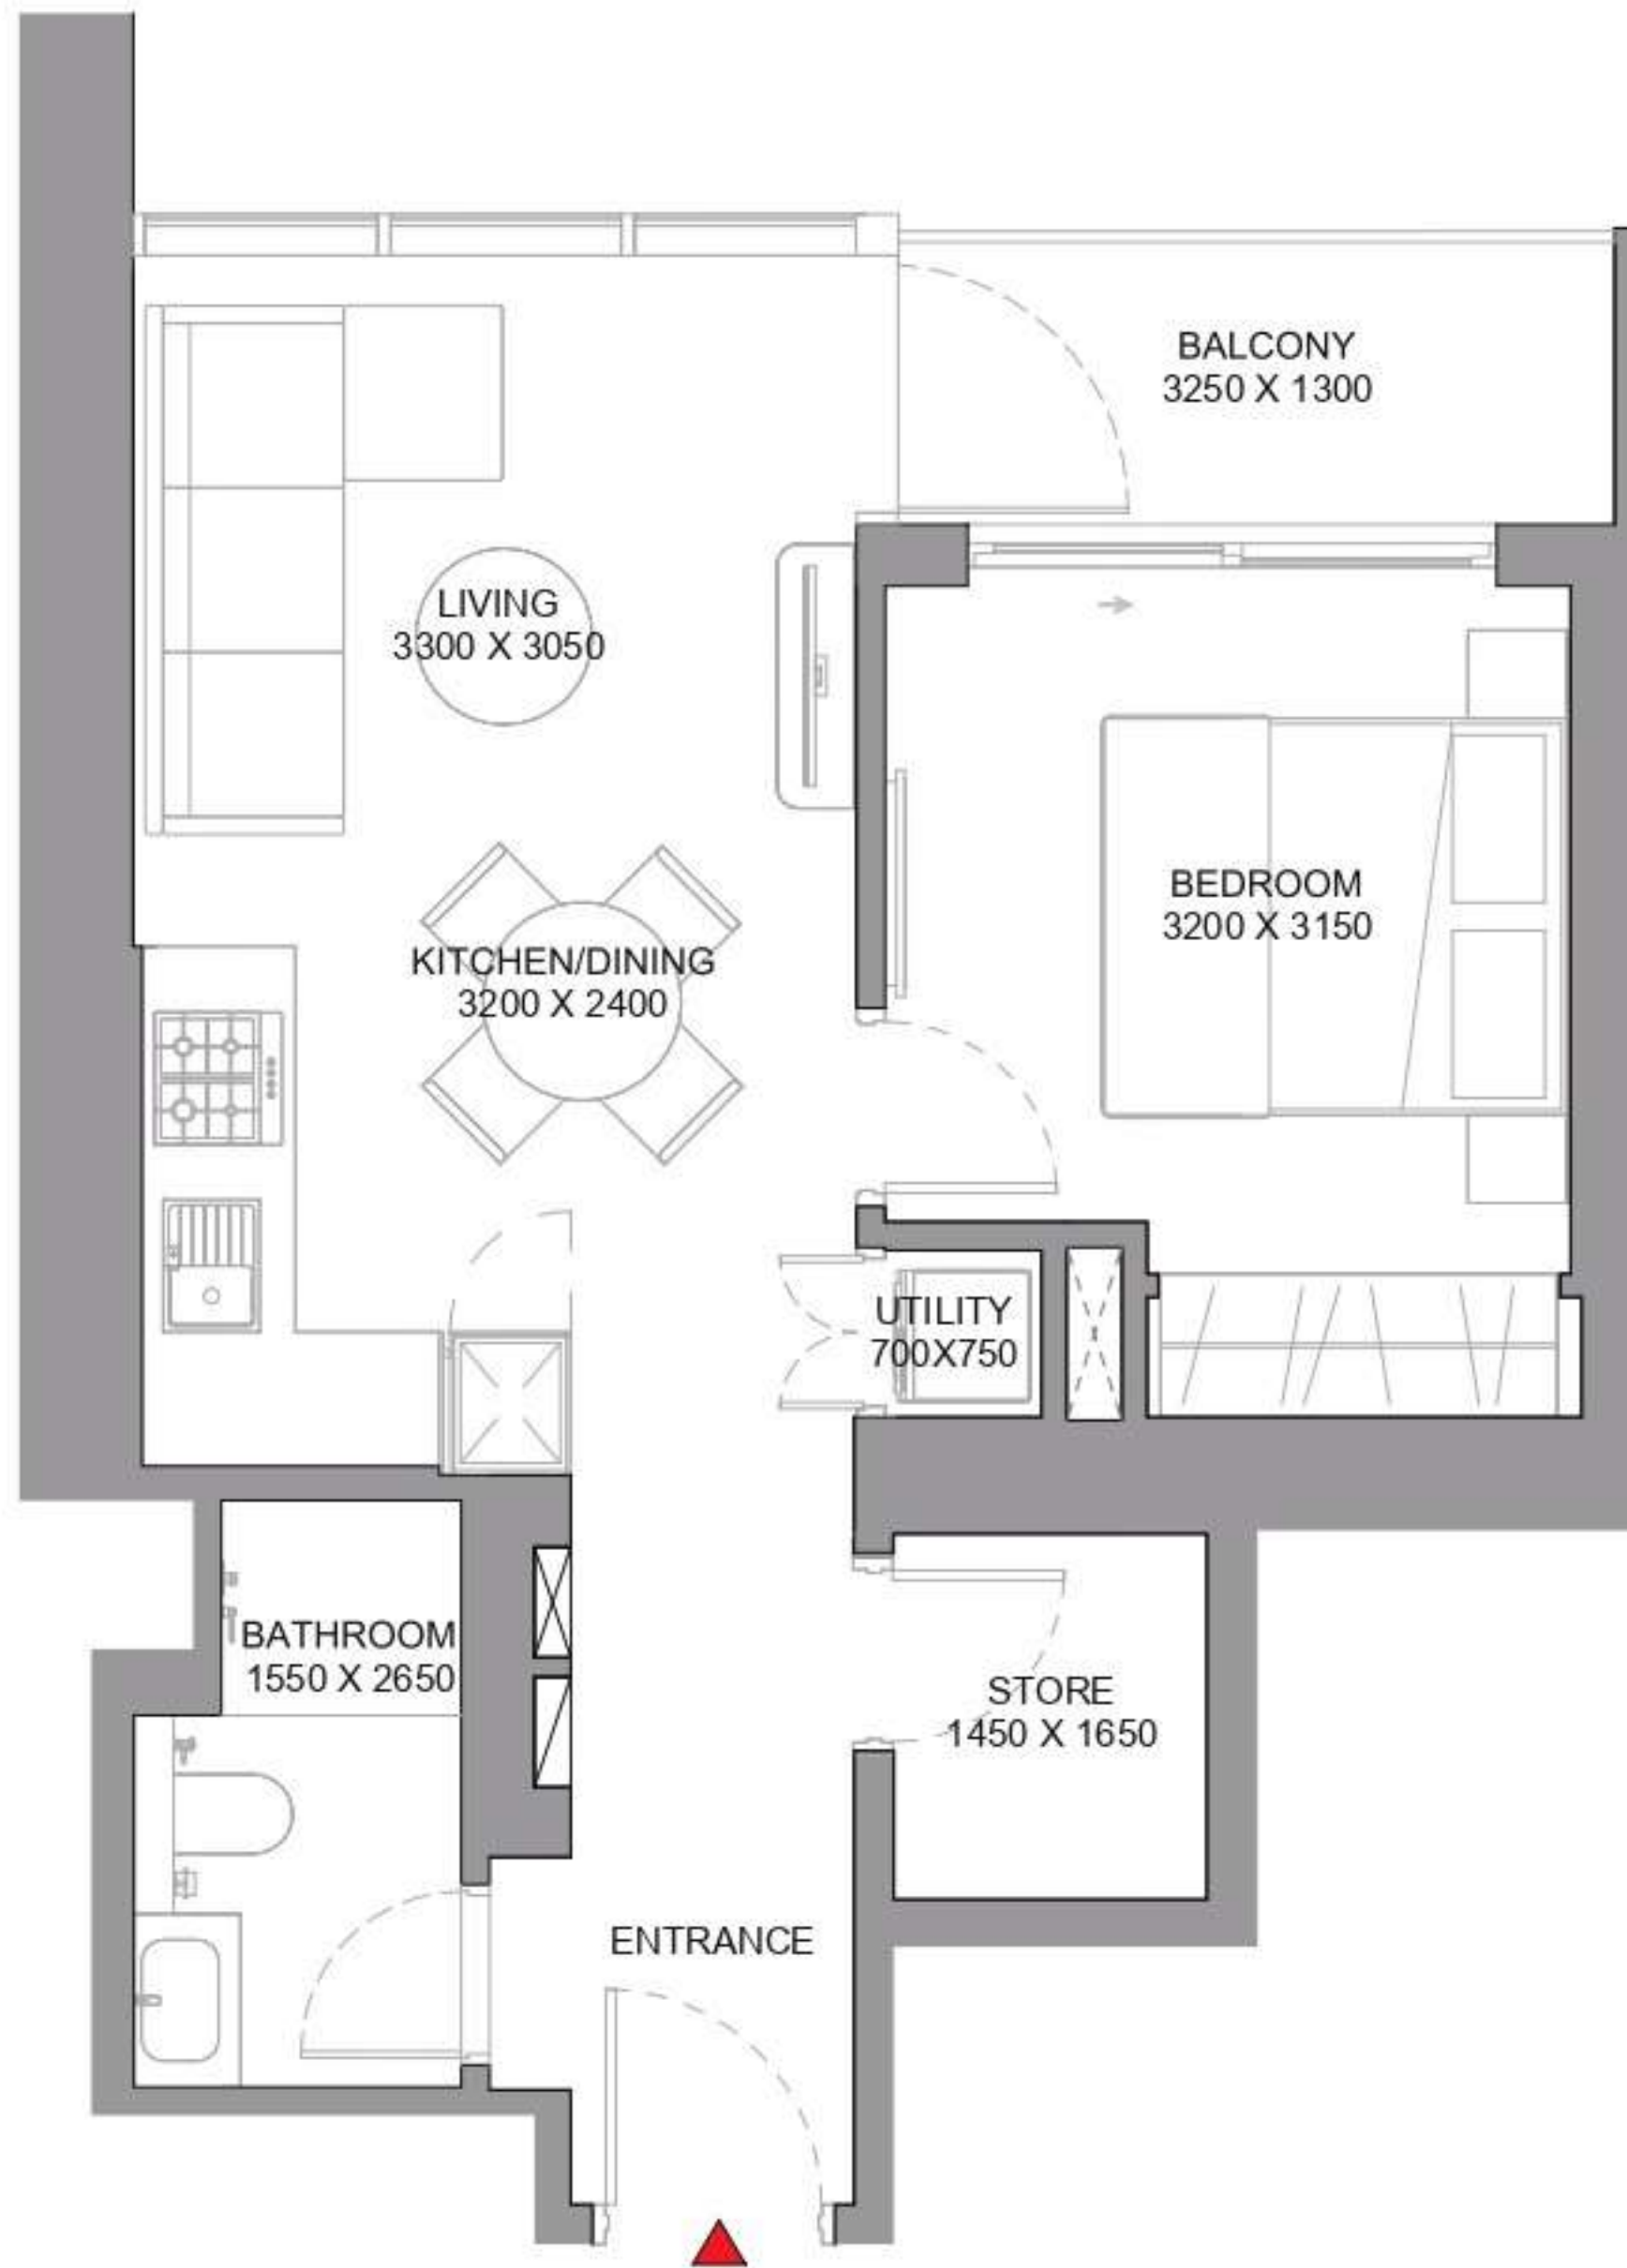 BALCONY
3250 X 1300
LIVING
3300 X 3050
BEDROOM
3200 X 3150
KITCHEN/DINING
3200 X 2400
UTILITY
700X750
BATHROOM
1550 X 2650
STORE
1450 X 1650
ENTRANCE